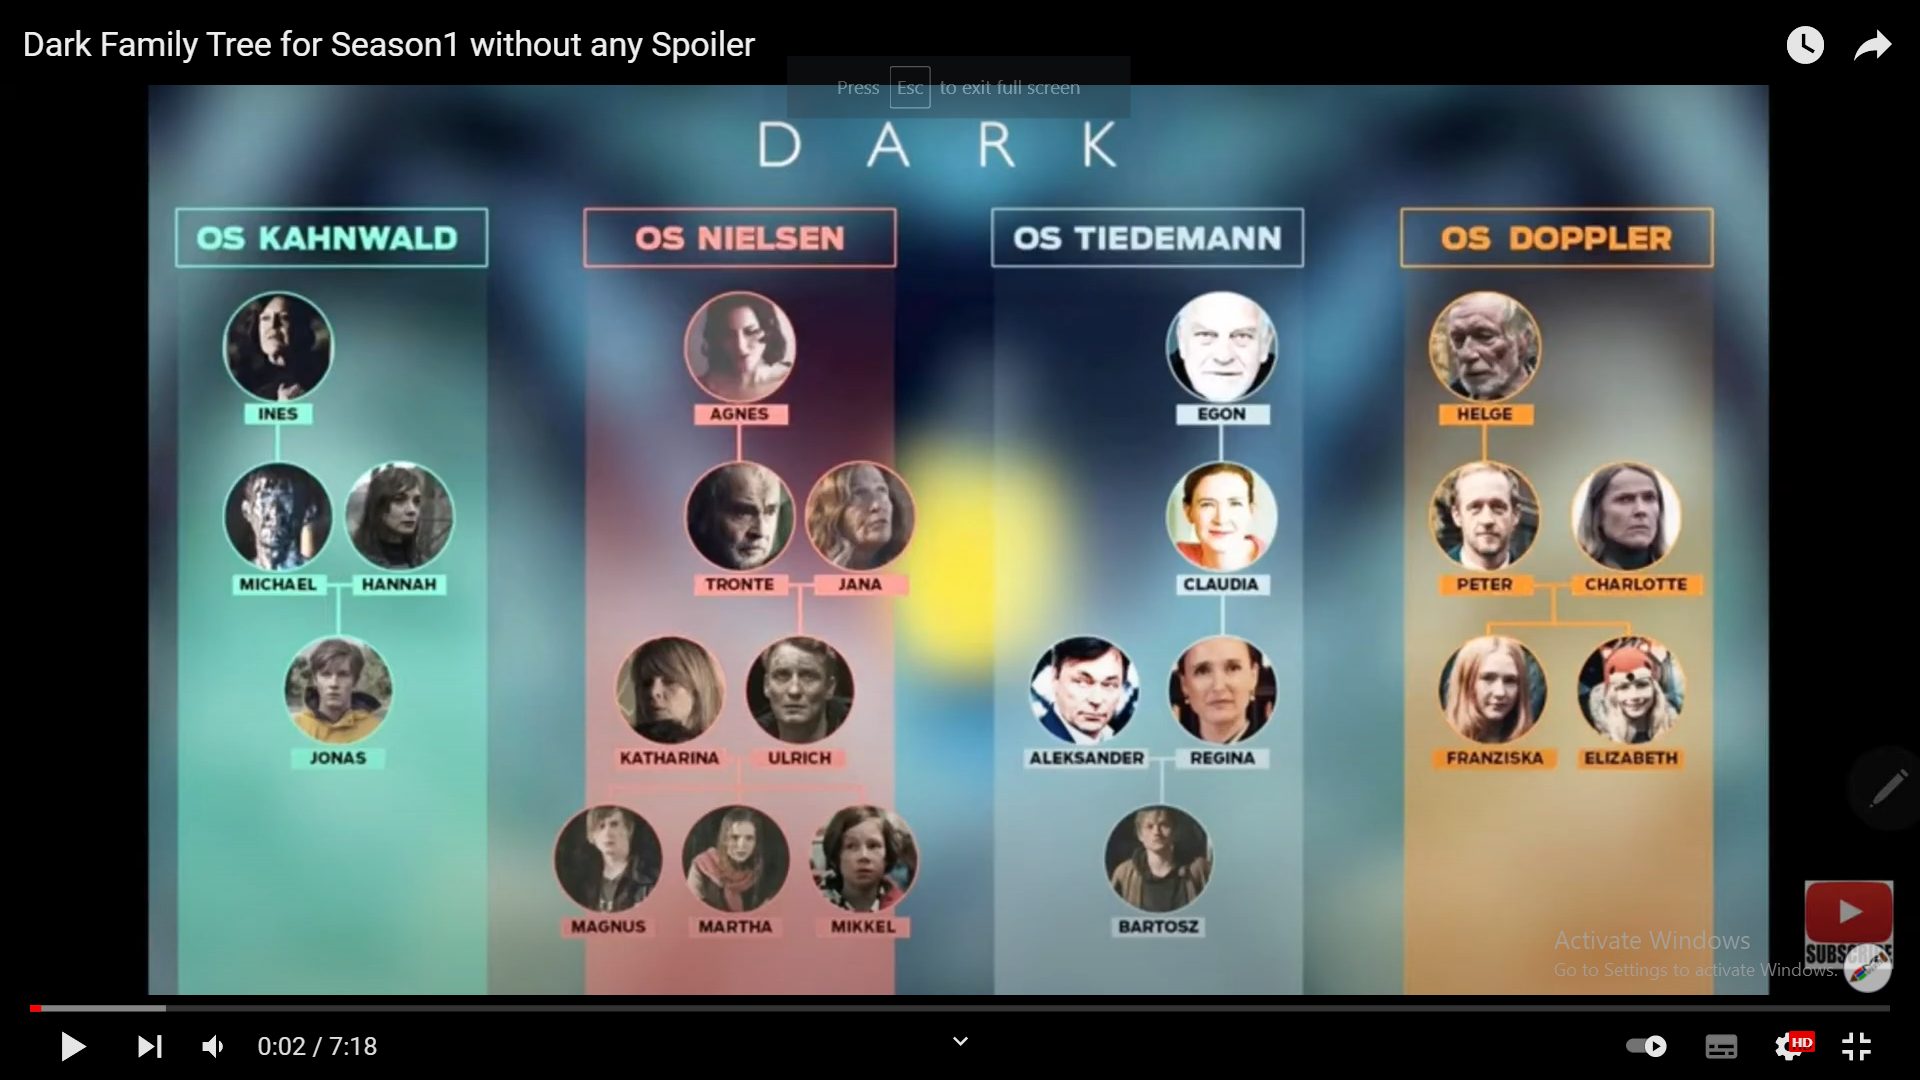 Dark Family Tree for Season1 without any Spoiler
Press Esc to exit full screen
DARK
OS KAHNWALD
OS NIELSEN
OS TIEDEMANN
OS DOPPLER
INES
AGNES
EGON
HELGE
MICHAEL
HANNAH
TRONTE
JANA
CLAUDIA
PETER
CHARLOTTE
JONAS
KATHARINA
ULRICH
ALEKSANDER
REGINA
FRANZISKA
ELIZABETH
MAGNUS
MARTHA
MIKKEL
BARTOSZ
Activate Windows
Go to Settings to activate Windows.
SUBSCRIBE
0:02 / 7:18
HD